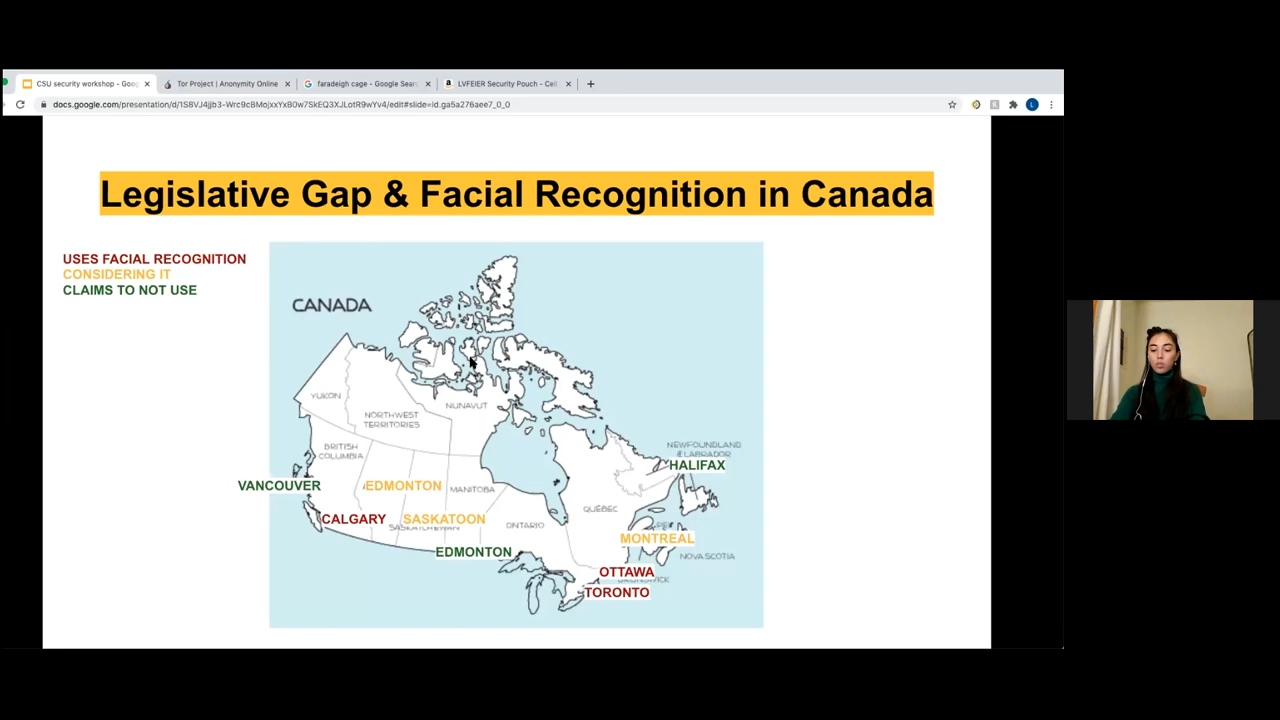 CSU security workshop - Goog
Tor Project | Anonymity Online
faradeigh cage - Google Searc
LVFEIER Security Pouch - Cell
docs.google.com/presentation/d/1S8VJ4jjb3-Wrc9cBMojxxYxB0w7SkEQ3XJLotR9wYv4/edit#slide=id.ga5a276aee7_0_0
L
Legislative Gap & Facial Recognition in Canada
USES FACIAL RECOGNITION
CONSIDERING IT
CLAIMS TO NOT USE
CANADA
YUKON
NORTHWEST
TERRITORIES
NUNAVUT
BRITISH
COLUMBIA
NEWFOUNDLAND
& LABRADOR
HALIFAX
VANCOUVER
EDMONTON
MANITOBA
QUÉBEC
CALGARY
SASKATOON
SASKATCHEWAN
ONTARIO
PEI
MONTREAL
EDMONTON
NOVA SCOTIA
OTTAWA
BRUNSWICK
TORONTO